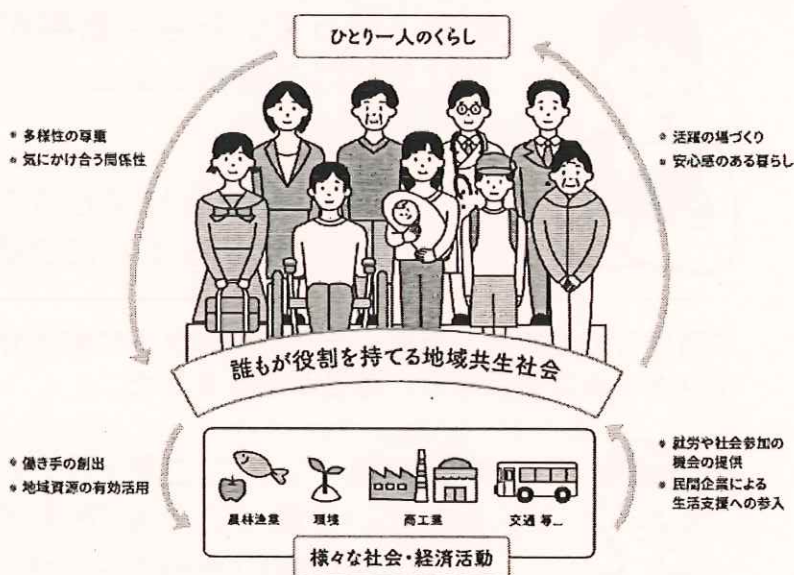 ひとり一人のくらし
多様性の尊重
気にかけ合う関係性
活躍の場づくり
安心感のある暮らし
誰もが役割を持てる地域共生社会
働き手の創出
地域資源の有効活用
就労や社会参加の
機会の提供
民間企業による
生活支援への参入
農林漁業
環境
商工業
交通 等...
様々な社会・経済活動